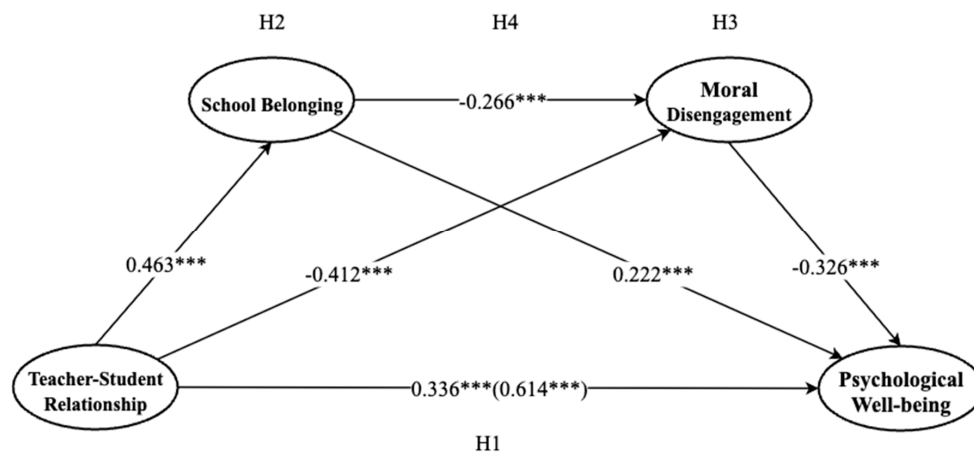 H2
H4
H3
School Belonging
-0.266***
Moral
Disengagement
0.463***
-0.412***
0.222***
-0.326***
Teacher-Student
Relationship
0.336***(0.614***)
Psychological
Well-being
H1